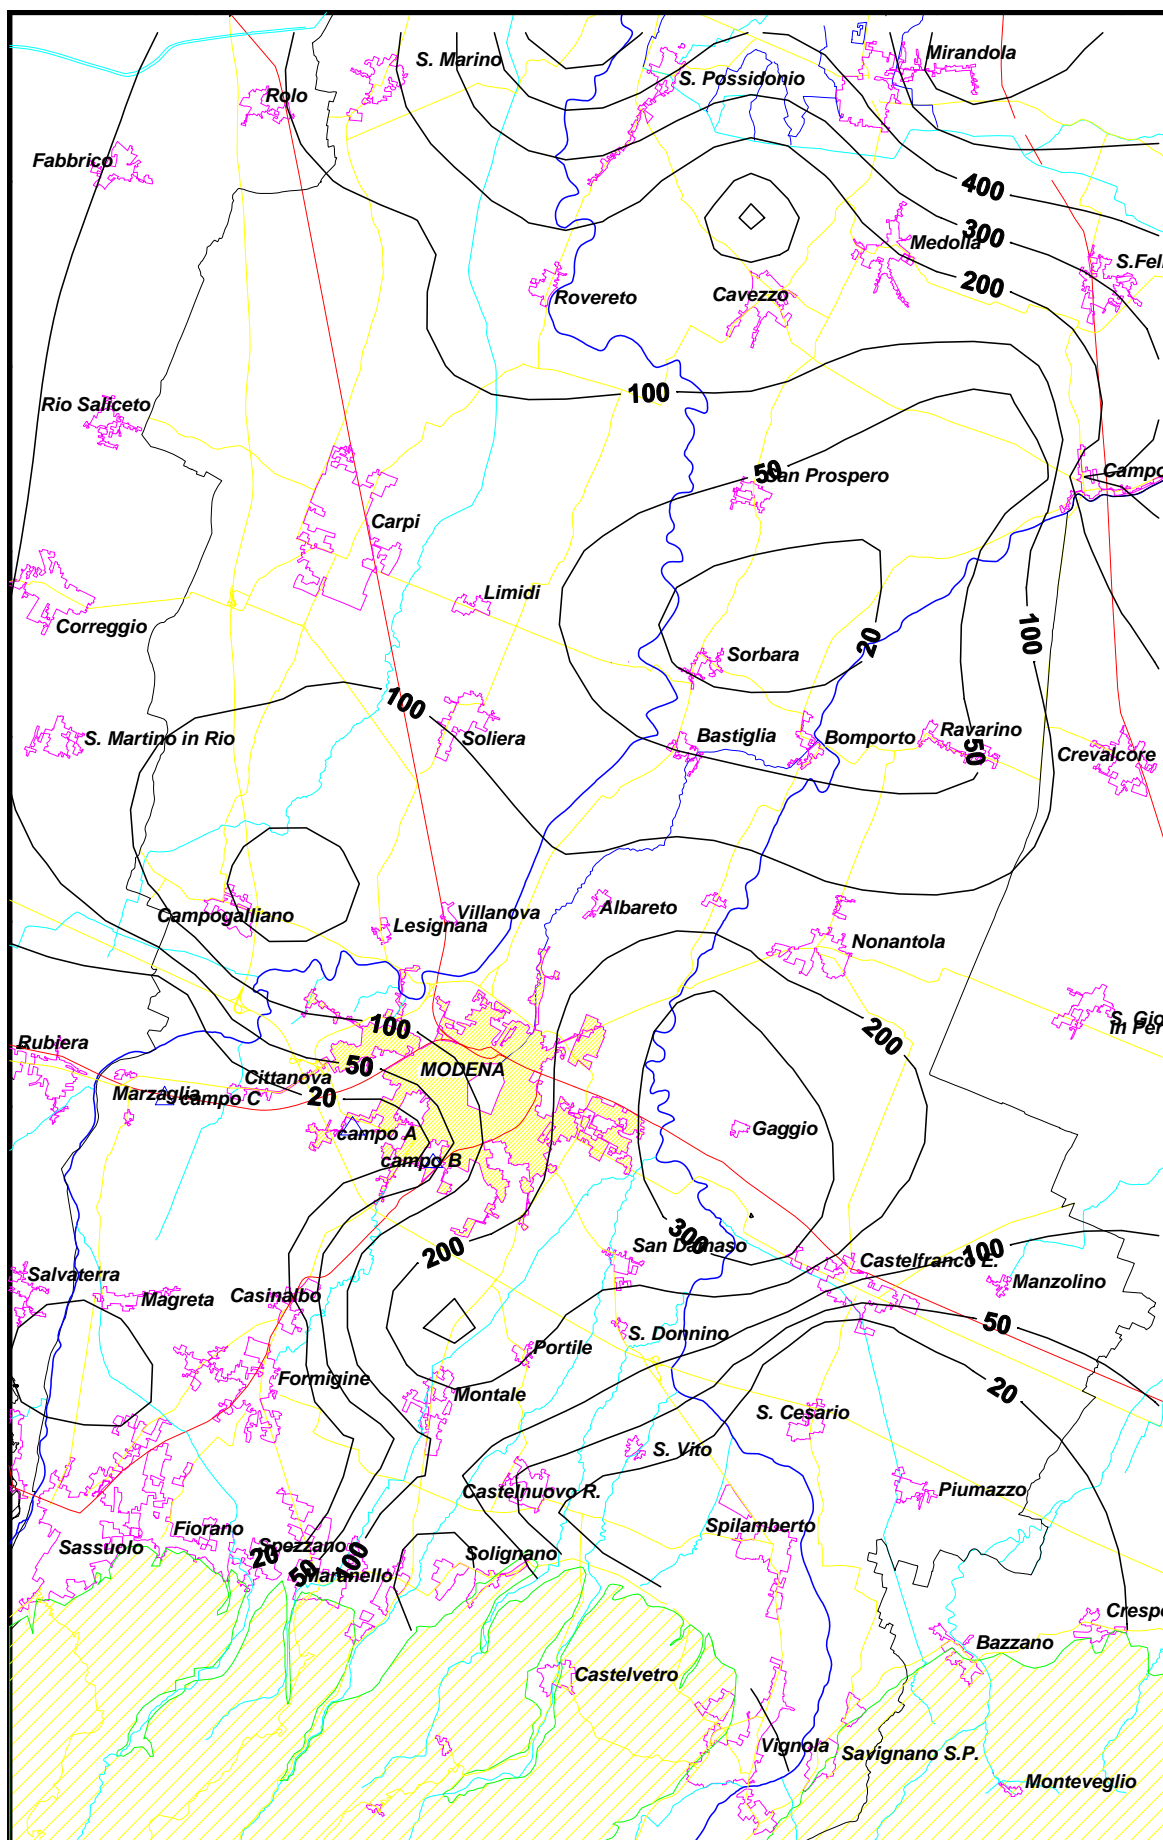 S. Marino
Mirandola
S. Possidonio
Rolo
Fabbrico
400
300
Medolla
S.Fel
200
Rovereto
Cavezzo
100
Rio Saliceto
50
San Prospero
Campo
Carpi
Limidi
Correggio
100
20
Sorbara
100
S. Martino in Rio
Soliera
Bastiglia
Bomporto
Ravarino
50
Crevalcore
Campogalliano
Villanova
Lesignana
Albareto
Nonantola
S. Gio
in Per
100
200
Rubiera
50
MODENA
Cittanova
Marzaglia
campo C
20
campo A
Gaggio
campo B
300
200
San Damaso
100
Castelfranco E.
Salvaterra
Magreta
Casinalbo
Manzolino
50
S. Donnino
Portile
Formigine
Montale
20
S. Cesario
S. Vito
Castelnuovo R.
Piumazzo
Fiorano
Spilamberto
Sassuolo
Spezzano
20
50
100
Maranello
Solignano
Crespe
Bazzano
Castelvetro
Vignola
Savignano S.P.
Monteveglio